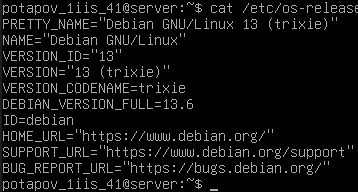 potapov_1iis_41@server:~$ cat /etc/os-release
PRETTY_NAME="Debian GNU/Linux 13 (trixie)"
NAME="Debian GNU/Linux"
VERSION_ID="13"
VERSION="13 (trixie)"
VERSION_CODENAME=trixie
DEBIAN_VERSION_FULL=13.6
ID=debian
HOME_URL="https://www.debian.org/"
SUPPORT_URL="https://www.debian.org/support"
BUG_REPORT_URL="https://bugs.debian.org/"
potapov_1iis_41@server:~$ _